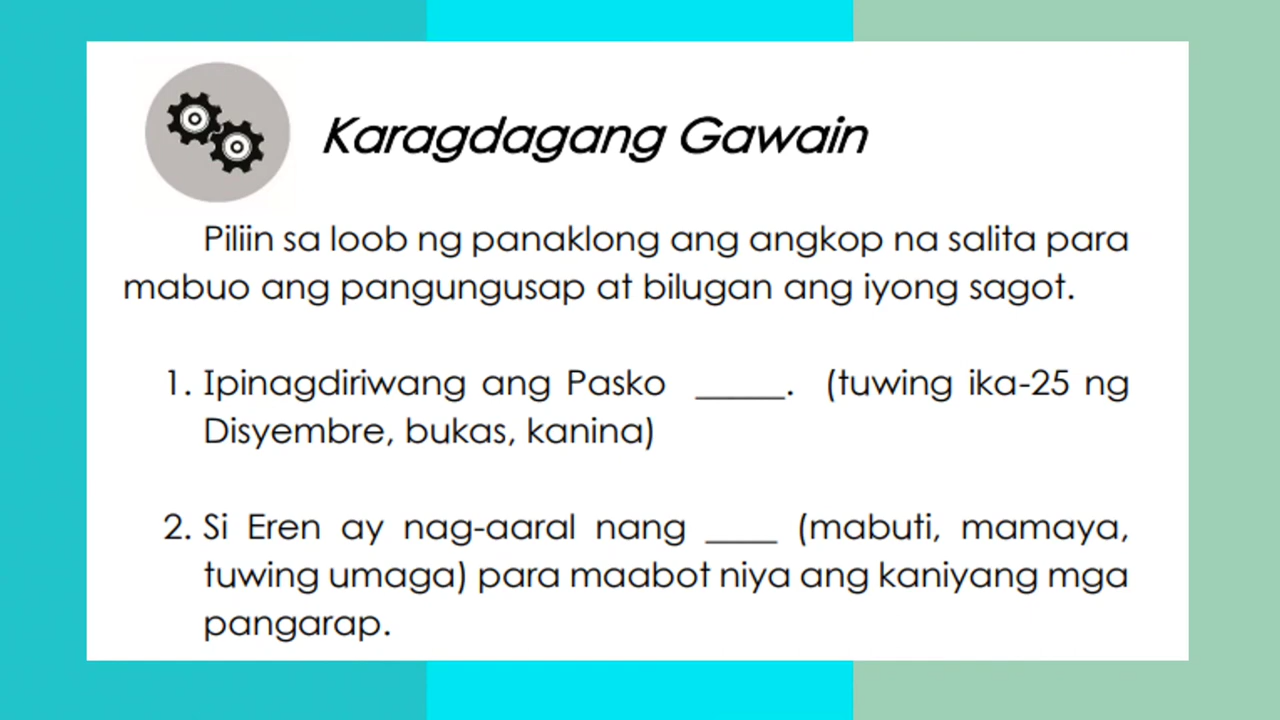 Karagdagang Gawain
Piliin sa loob ng panaklong ang angkop na salita para
mabuo ang pangungusap at bilugan ang iyong sagot.
1. Ipinagdiriwang ang Pasko _____. (tuwing ika-25 ng
Disyembre, bukas, kanina)
2. Si Eren ay nag-aaral nang ____ (mabuti, mamaya,
tuwing umaga) para maabot niya ang kaniyang mga
pangarap.